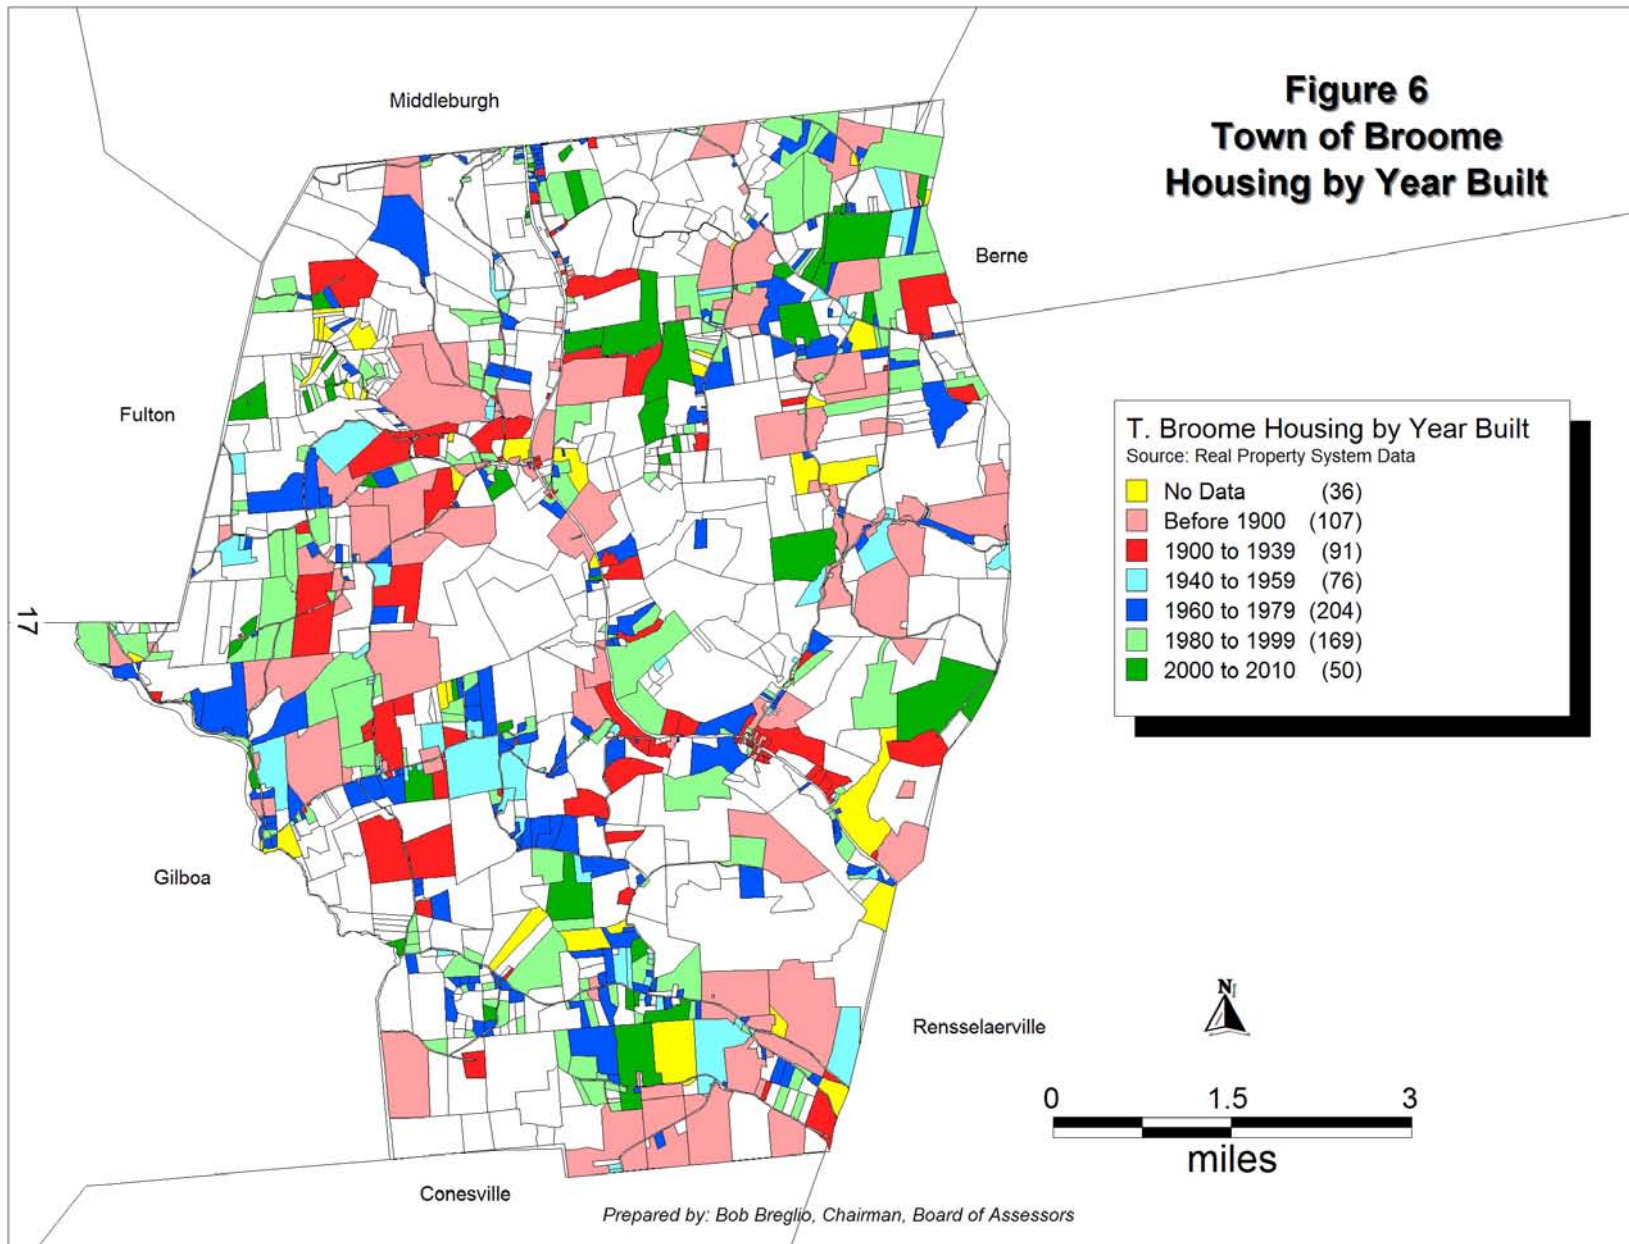 Figure 6
Town of Broome
Housing by Year Built
Middleburgh
Berne
Fulton
T. Broome Housing by Year Built
Source: Real Property System Data
No Data (36)
Before 1900 (107)
1900 to 1939 (91)
1940 to 1959 (76)
1960 to 1979 (204)
1980 to 1999 (169)
2000 to 2010 (50)
17
Gilboa
N
Rensselaerville
0 1.5 3
miles
Conesville
Prepared by: Bob Breglio, Chairman, Board of Assessors